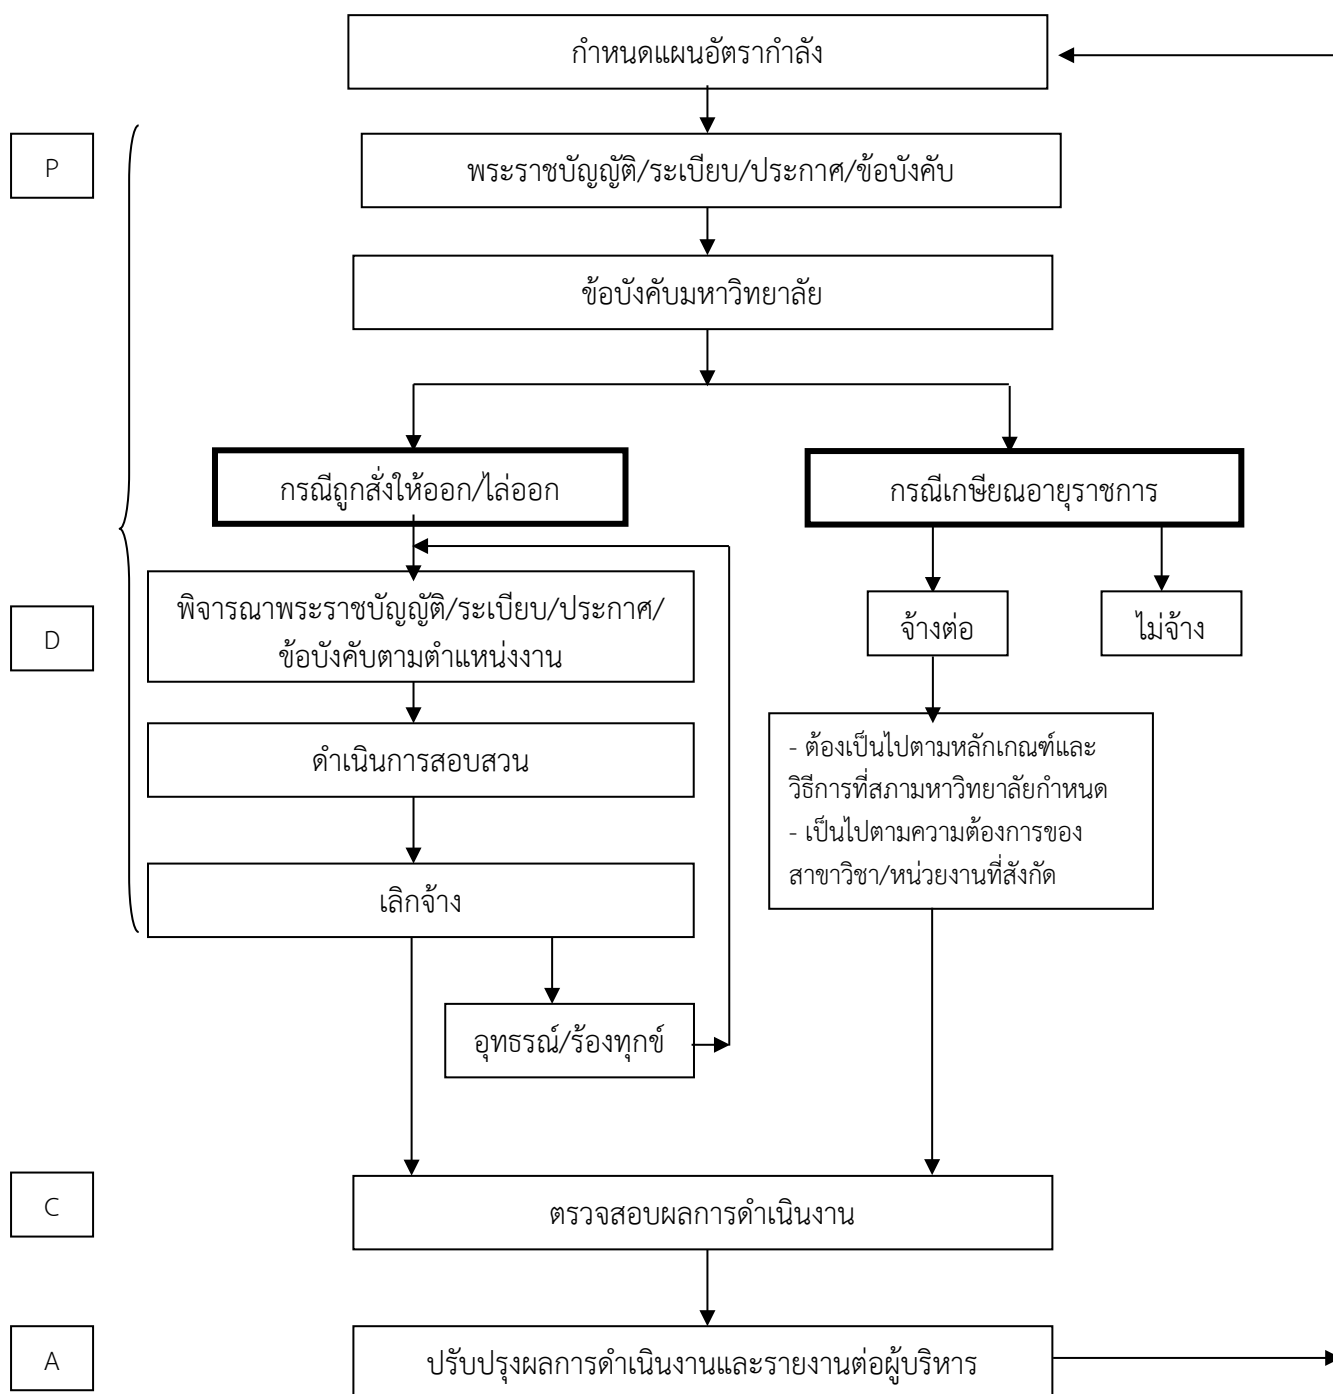 กำหนดแผนอัตรากำลัง
P
พระราชบัญญัติ/ระเบียบ/ประกาศ/ข้อบังคับ
ข้อบังคับมหาวิทยาลัย
กรณีถูกสั่งให้ออก/ไล่ออก
กรณีเกษียณอายุราชการ
D
พิจารณาพระราชบัญญัติ/ระเบียบ/ประกาศ/
ข้อบังคับตามตำแหน่งงาน
จ้างต่อ
ไม่จ้าง
ดำเนินการสอบสวน
- ต้องเป็นไปตามหลักเกณฑ์และ
วิธีการที่สภามหาวิทยาลัยกำหนด
- เป็นไปตามความต้องการของ
สาขาวิชา/หน่วยงานที่สังกัด
เลิกจ้าง
อุทธรณ์/ร้องทุกข์
C
ตรวจสอบผลการดำเนินงาน
A
ปรับปรุงผลการดำเนินงานและรายงานต่อผู้บริหาร